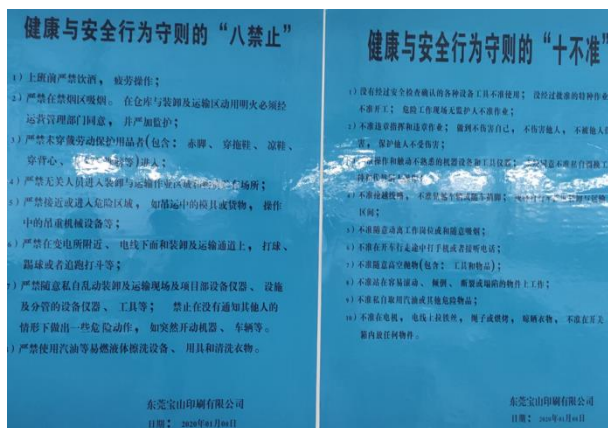 健康与安全行为守则的“八禁止”
1）上班前严禁饮酒，疲劳操作；
2）严禁在禁烟区吸烟。在仓库与装卸及运输区动用明火必须经
运营管理部门同意，并严加监护；
3）严禁未穿戴劳动保护用品者(包含：赤脚、穿拖鞋、凉鞋、
穿背心、等)进入；
4）严禁无关人员进入装卸与运输作业区域场所；
5）严禁接近或进入危险区域，如吊运中的模具或货物，操作
中的吊重机械设备等；
6）严禁在变电所附近、电线下面和装卸及运输通道上，打球、
踢球或者追跑打斗等；
7）严禁随意私自乱动装卸及运输现场及项目部设备仪器、设施
及分管的设备仪器、工具等；禁止在没有通知其他人的
情形下做出一些危险动作，如突然开动机器、车辆等。
）严禁使用汽油等易燃液体擦洗设备、用具和清洗衣物。
东莞宝山印刷有限公司
日期：2020年01月08日
健康与安全行为守则的“十不准”
1）没有经过安全检查确认的各种设备工具不准使用；没经过批准的特种作业
不准开工；危险工作现场无监护人不准作业；
2）不准违章指挥和违章作业；做到不伤害自己，不伤害他人，不被他人伤
害，保护他人不受伤害；
操作和触动不熟悉的机器设备
区间；
5）不准随意动离工作岗位或和随意吸烟；
6）不准在开车行走途中打手机或者接听电话；
7）不准随意高空抛物(包含：工具和物品)；
8）不准站在容易滚动、倾倒、断裂或塌陷的物件上工作；
9）不准私自取用汽油或其他危险物品；
10）不准在电机，电线上拉铁丝，绳子或烘烤，晾晒衣物，不准在开关
箱内放任何物件。
东莞宝山印刷有限公司
日期：2020年01月08日